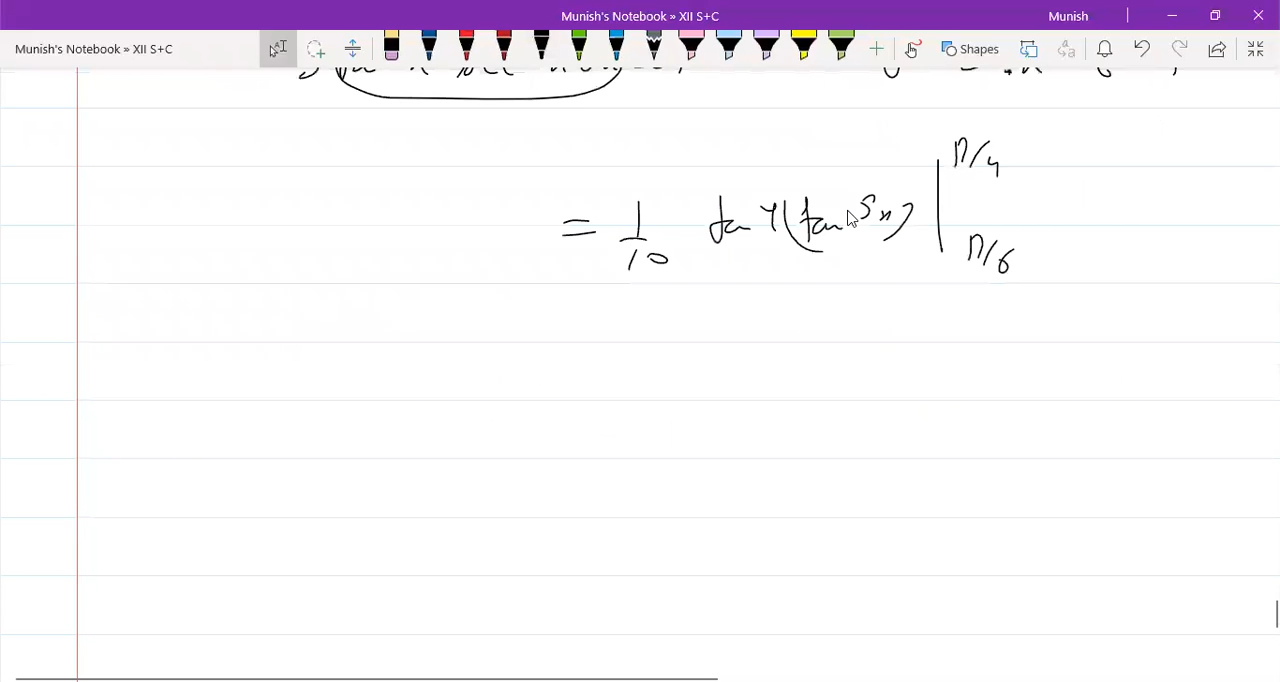 Munish's Notebook » XII S+C
Munish
Munish's Notebook » XII S+C
Shapes
π/4
= 1/10 tan⁻¹(tan⁵x)
π/6